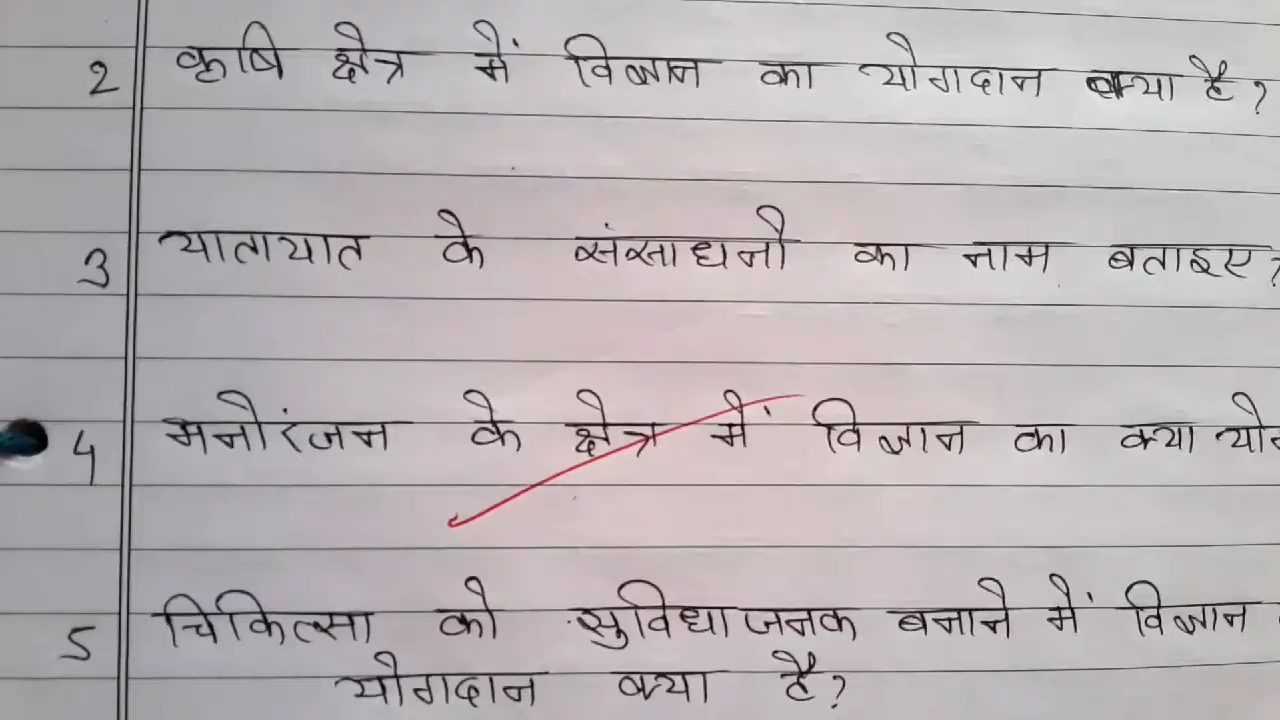 2 कृषि क्षेत्र में विज्ञान का योगदान क्या है?
3 यातायात के संसाधनो का नाम बताइए?
4 मनोरंजन के क्षेत्र में विज्ञान का क्या यो
5 चिकित्सा को सुविधाजनक बनाने में विज्ञान
योगदान क्या है?